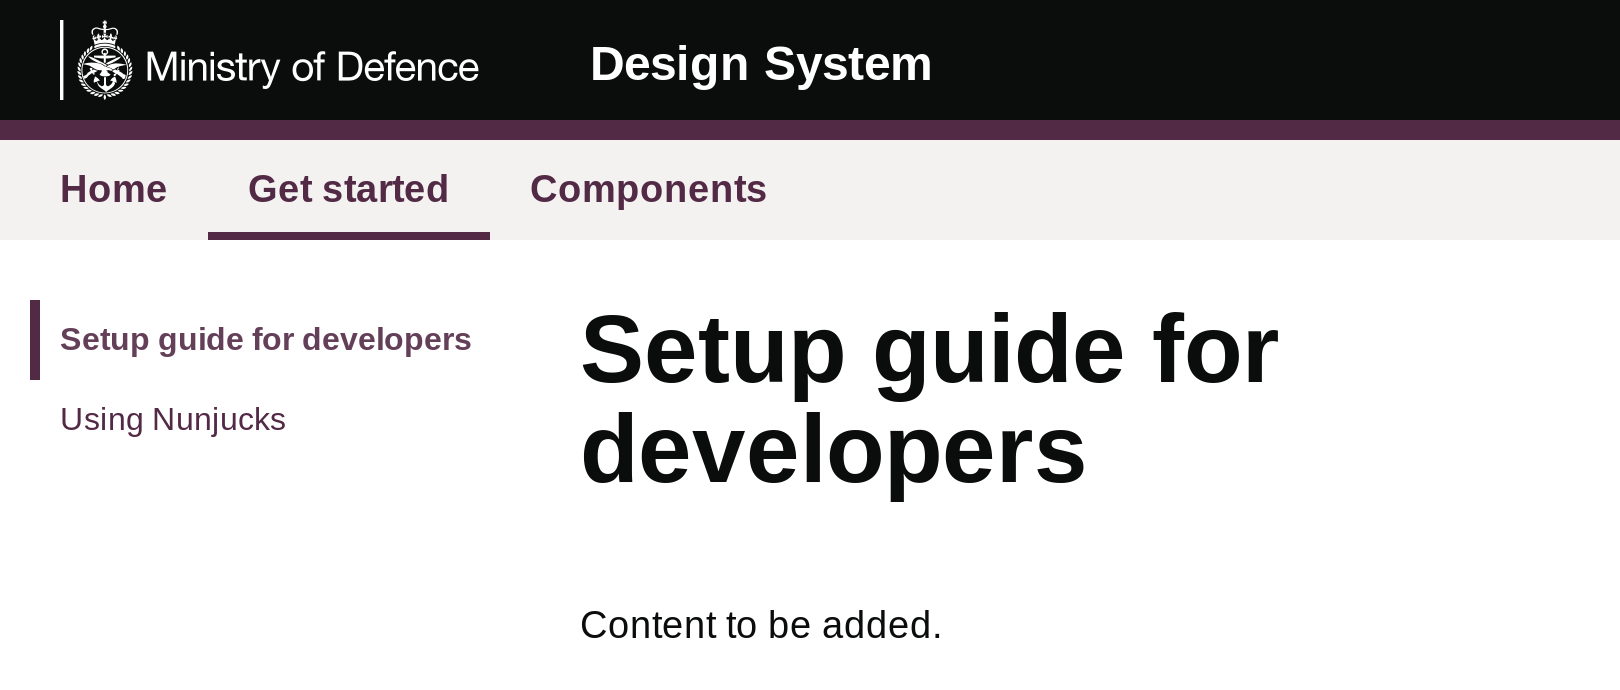 Ministry of Defence
Design System
Home
Get started
Components
Setup guide for developers
Using Nunjucks
Setup guide for
developers
Content to be added.